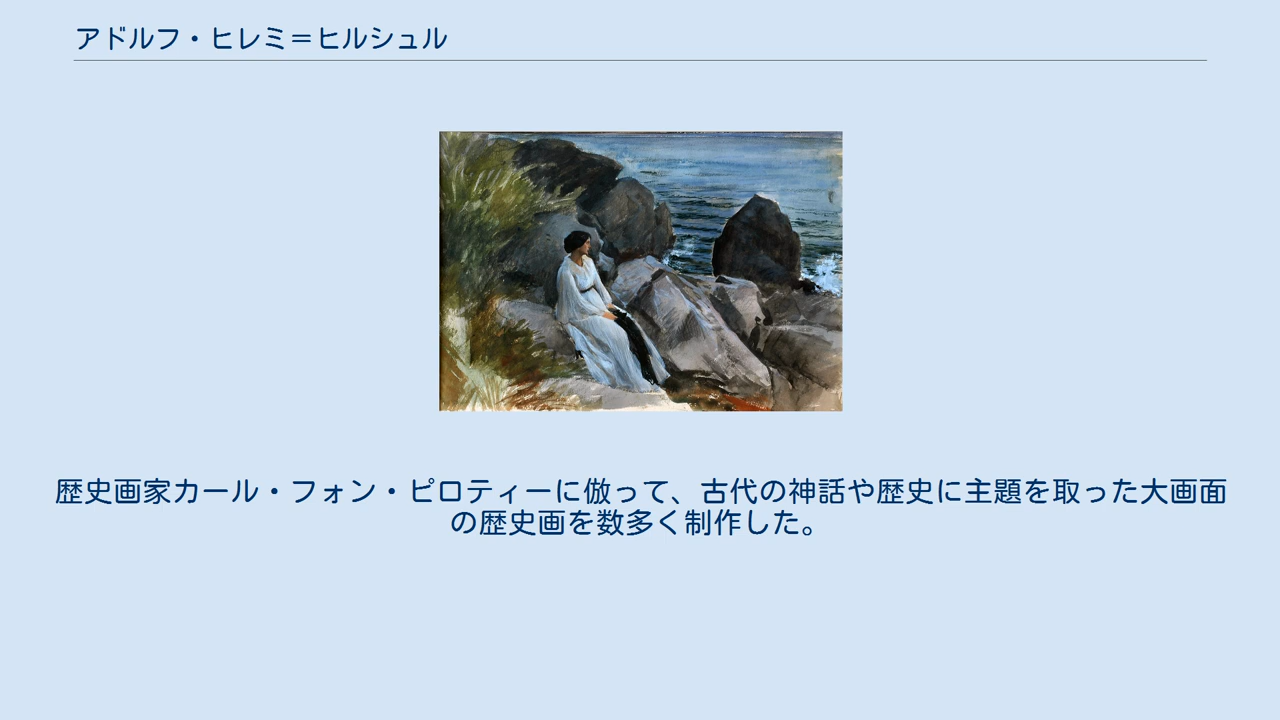 アドルフ・ヒレミ＝ヒルシュル
歴史画家カール・フォン・ピロティーに倣って、古代の神話や歴史に主題を取った大画面
の歴史画を数多く制作した。